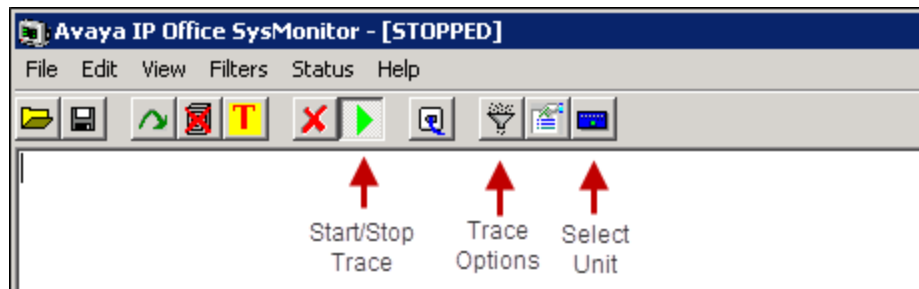 Avaya IP Office SysMonitor - [STOPPED]
File Edit View Filters Status Help
T
Start/Stop
Trace
Trace
Options
Select
Unit